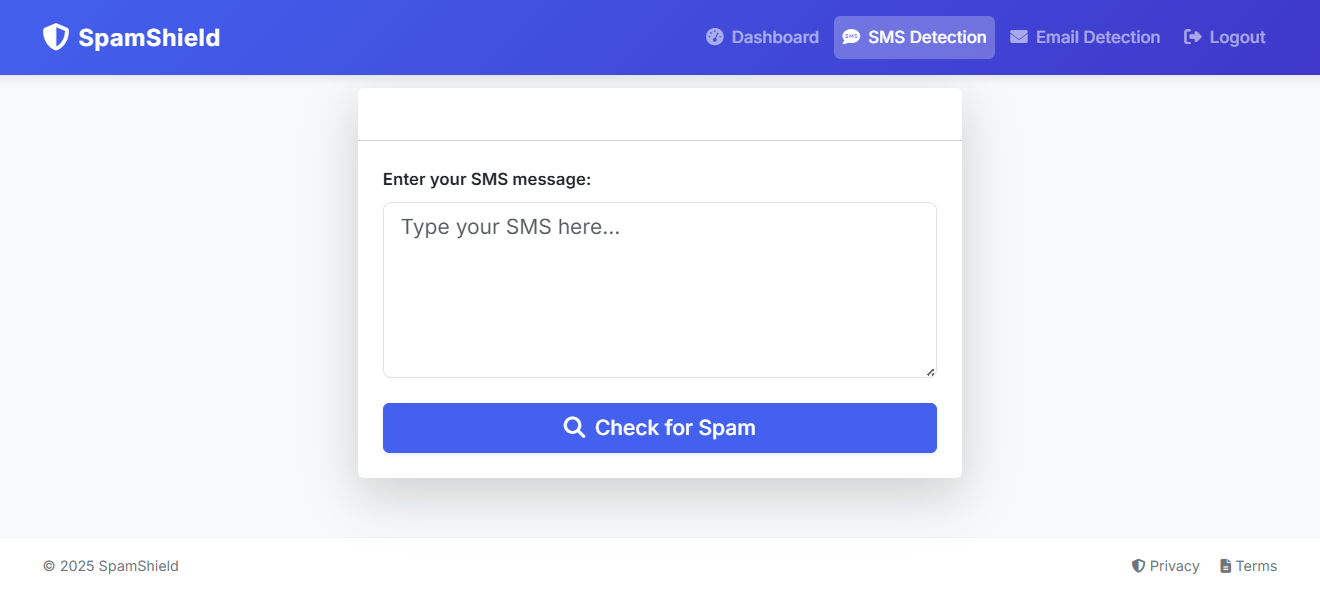 SpamShield
Dashboard
SMS SMS Detection
Email Detection
Logout
Enter your SMS message:
Type your SMS here...
Check for Spam
© 2025 SpamShield
Privacy
Terms